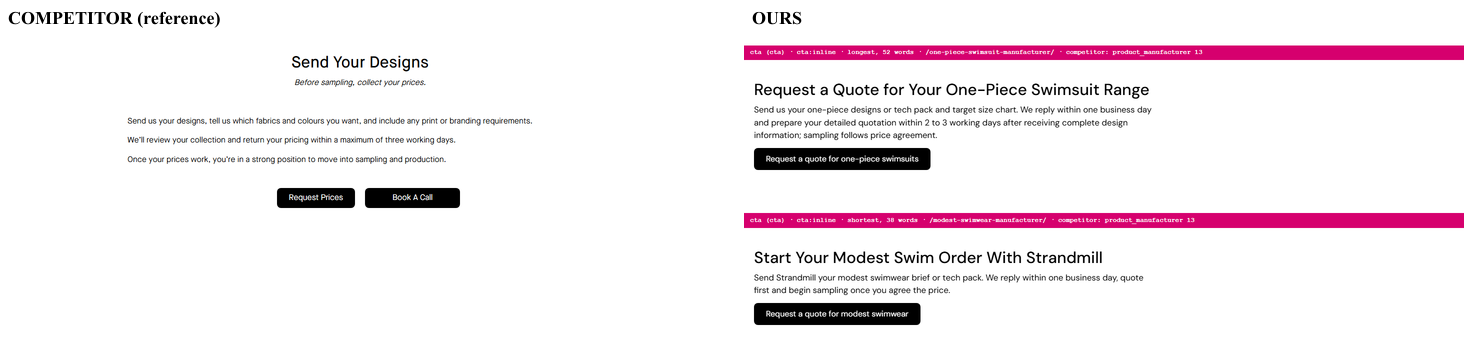 COMPETITOR (reference)
Send Your Designs
Before sampling, collect your prices.
Send us your designs, tell us which fabrics and colours you want, and include any print or branding requirements.
We'll review your collection and return your pricing within a maximum of three working days.
Once your prices work, you're in a strong position to move into sampling and production.
Request Prices
Book A Call
OURS
cta (cta) · cta:inline · longest, 52 words · /one-piece-swimsuit-manufacturer/ · competitor: product_manufacturer 13
Request a Quote for Your One-Piece Swimsuit Range
Send us your one-piece designs or tech pack and target size chart. We reply within one business day
and prepare your detailed quotation within 2 to 3 working days after receiving complete design
information; sampling follows price agreement.
Request a quote for one-piece swimsuits
cta (cta) · cta:inline · shortest, 38 words · /modest-swimwear-manufacturer/ · competitor: product_manufacturer 13
Start Your Modest Swim Order With Strandmill
Send Strandmill your modest swimwear brief or tech pack. We reply within one business day, quote
first and begin sampling once you agree the price.
Request a quote for modest swimwear